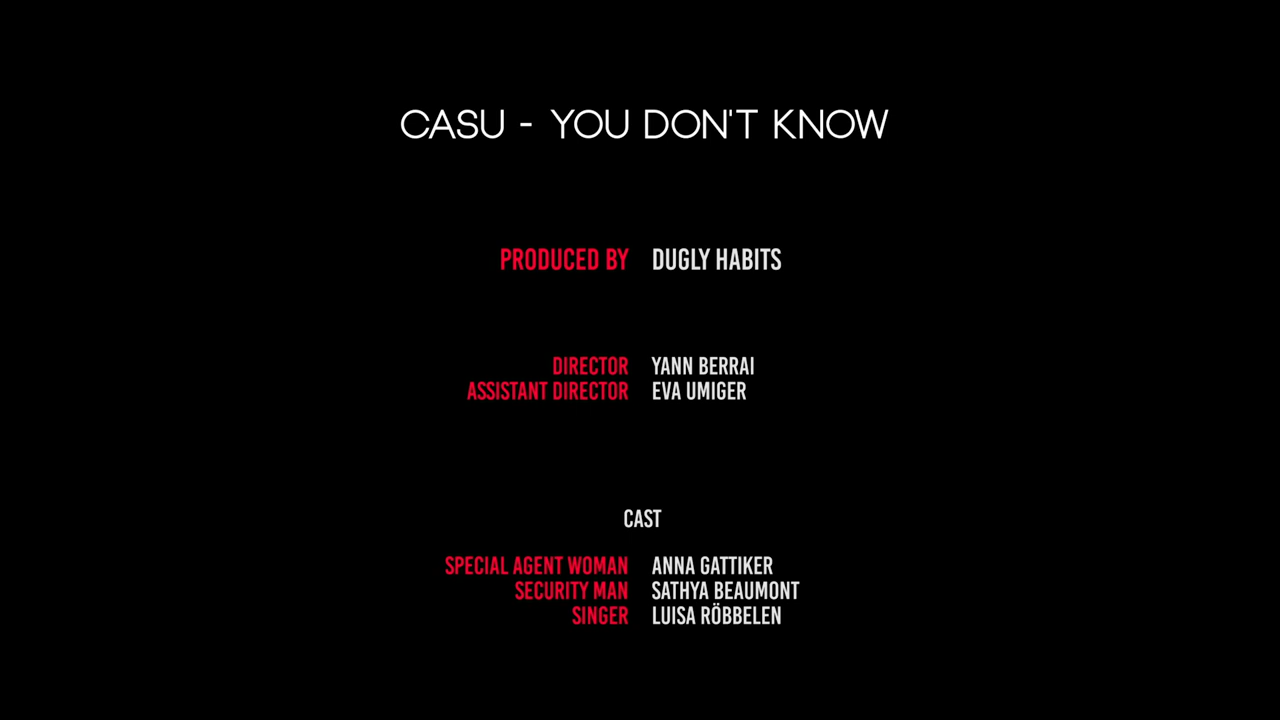 CASU - YOU DON'T KNOW
PRODUCED BY DUGLY HABITS
DIRECTOR YANN BERRAI
ASSISTANT DIRECTOR EVA UMIGER
CAST
SPECIAL AGENT WOMAN ANNA GATTIKER
SECURITY MAN SATHYA BEAUMONT
SINGER LUISA RÖBBELEN